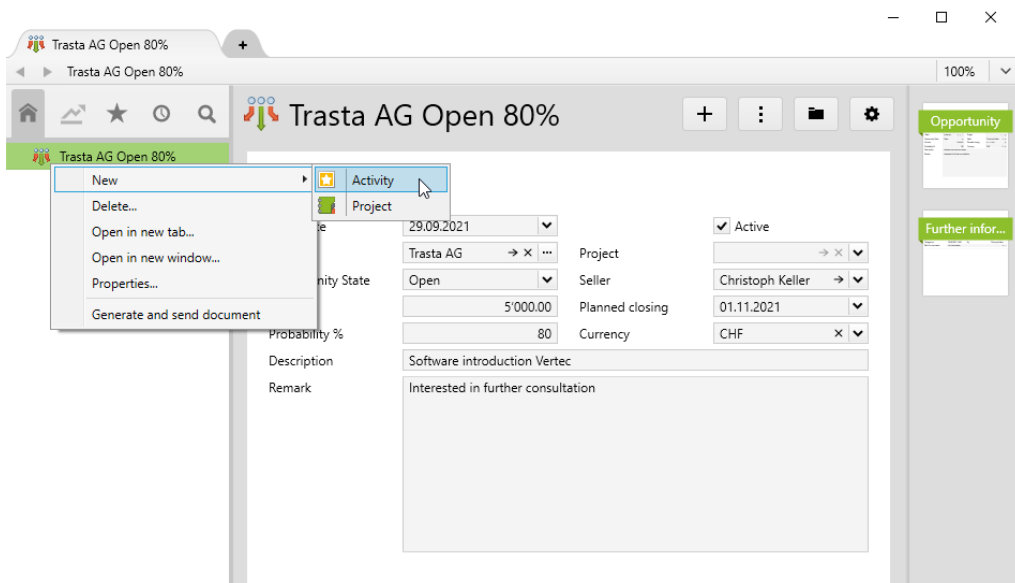 Trasta AG Open 80%
+
Trasta AG Open 80%
100%
Trasta AG Open 80%
Opportunity
Trasta AG Open 80%
New
Activity
Delete...
Project
Open in new tab...
29.09.2021
Active
Further infor...
Open in new window...
Trasta AG
Project
Properties...
nity State
Open
Seller
Christoph Keller
Generate and send document
5'000.00
Planned closing
01.11.2021
Probability %
80
Currency
CHF
Description
Software introduction Vertec
Remark
Interested in further consultation